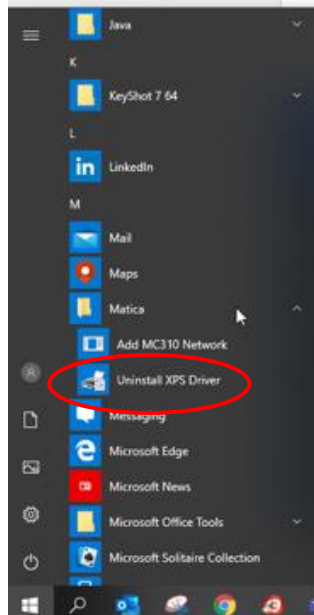 Java
K
KeyShot 7 64
L
in LinkedIn
M
Mail
Maps
Matica
Add MC310 Network
Uninstall XPS Driver
Messaging
Microsoft Edge
Microsoft News
Microsoft Office Tools
Microsoft Solitaire Collection